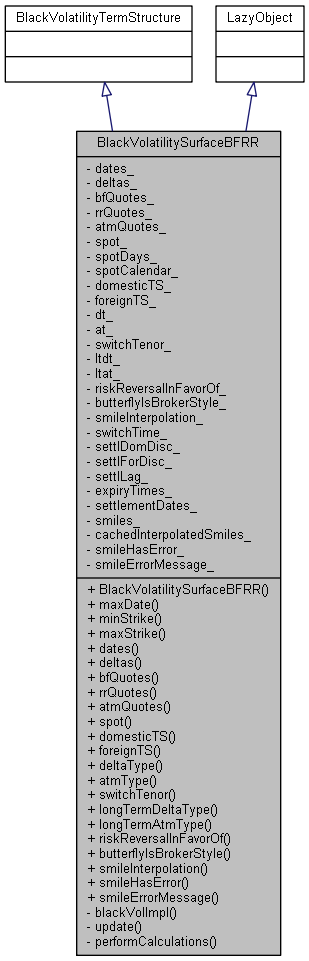 BlackVolatilityTermStructure
LazyObject
BlackVolatilitySurfaceBFRR
- dates_
- deltas_
- bfQuotes_
- rrQuotes_
- atmQuotes_
- spot_
- spotDays_
- spotCalendar_
- domesticTS_
- foreignTS_
- dt_
- at_
- switchTenor_
- ltdt_
- ltat_
- riskReversalInFavorOf_
- butterflyIsBrokerStyle_
- smileInterpolation_
- switchTime_
- settlDomDisc_
- settlForDisc_
- settlLag_
- expiryTimes_
- settlementDates_
- smiles_
- cachedInterpolatedSmiles_
- smileHasError_
- smileErrorMessage_
+ BlackVolatilitySurfaceBFRR()
+ maxDate()
+ minStrike()
+ maxStrike()
+ dates()
+ deltas()
+ bfQuotes()
+ rrQuotes()
+ atmQuotes()
+ spot()
+ domesticTS()
+ foreignTS()
+ deltaType()
+ atmType()
+ switchTenor()
+ longTermDeltaType()
+ longTermAtmType()
+ riskReversalInFavorOf()
+ butterflyIsBrokerStyle()
+ smileInterpolation()
+ smileHasError()
+ smileErrorMessage()
- blackVolImpl()
- update()
- performCalculations()